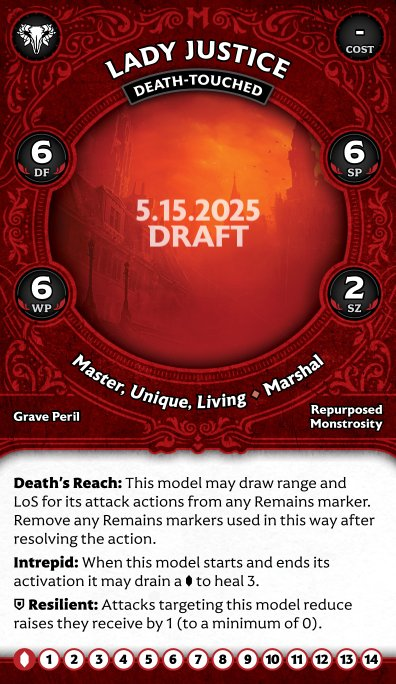 -
COST
LADY JUSTICE
DEATH-TOUCHED
6
DF
6
SP
5.15.2025
DRAFT
6
WP
2
SZ
Master, Unique, Living ♦ Marshal
Grave Peril
Repurposed
Monstrosity
Death's Reach: This model may draw range and
LoS for its attack actions from any Remains marker.
Remove any Remains markers used in this way after
resolving the action.
Intrepid: When this model starts and ends its
activation it may drain a to heal 3.
Resilient: Attacks targeting this model reduce
raises they receive by 1 (to a minimum of 0).
1 2 3 4 5 6 7 8 9 10 11 12 13 14